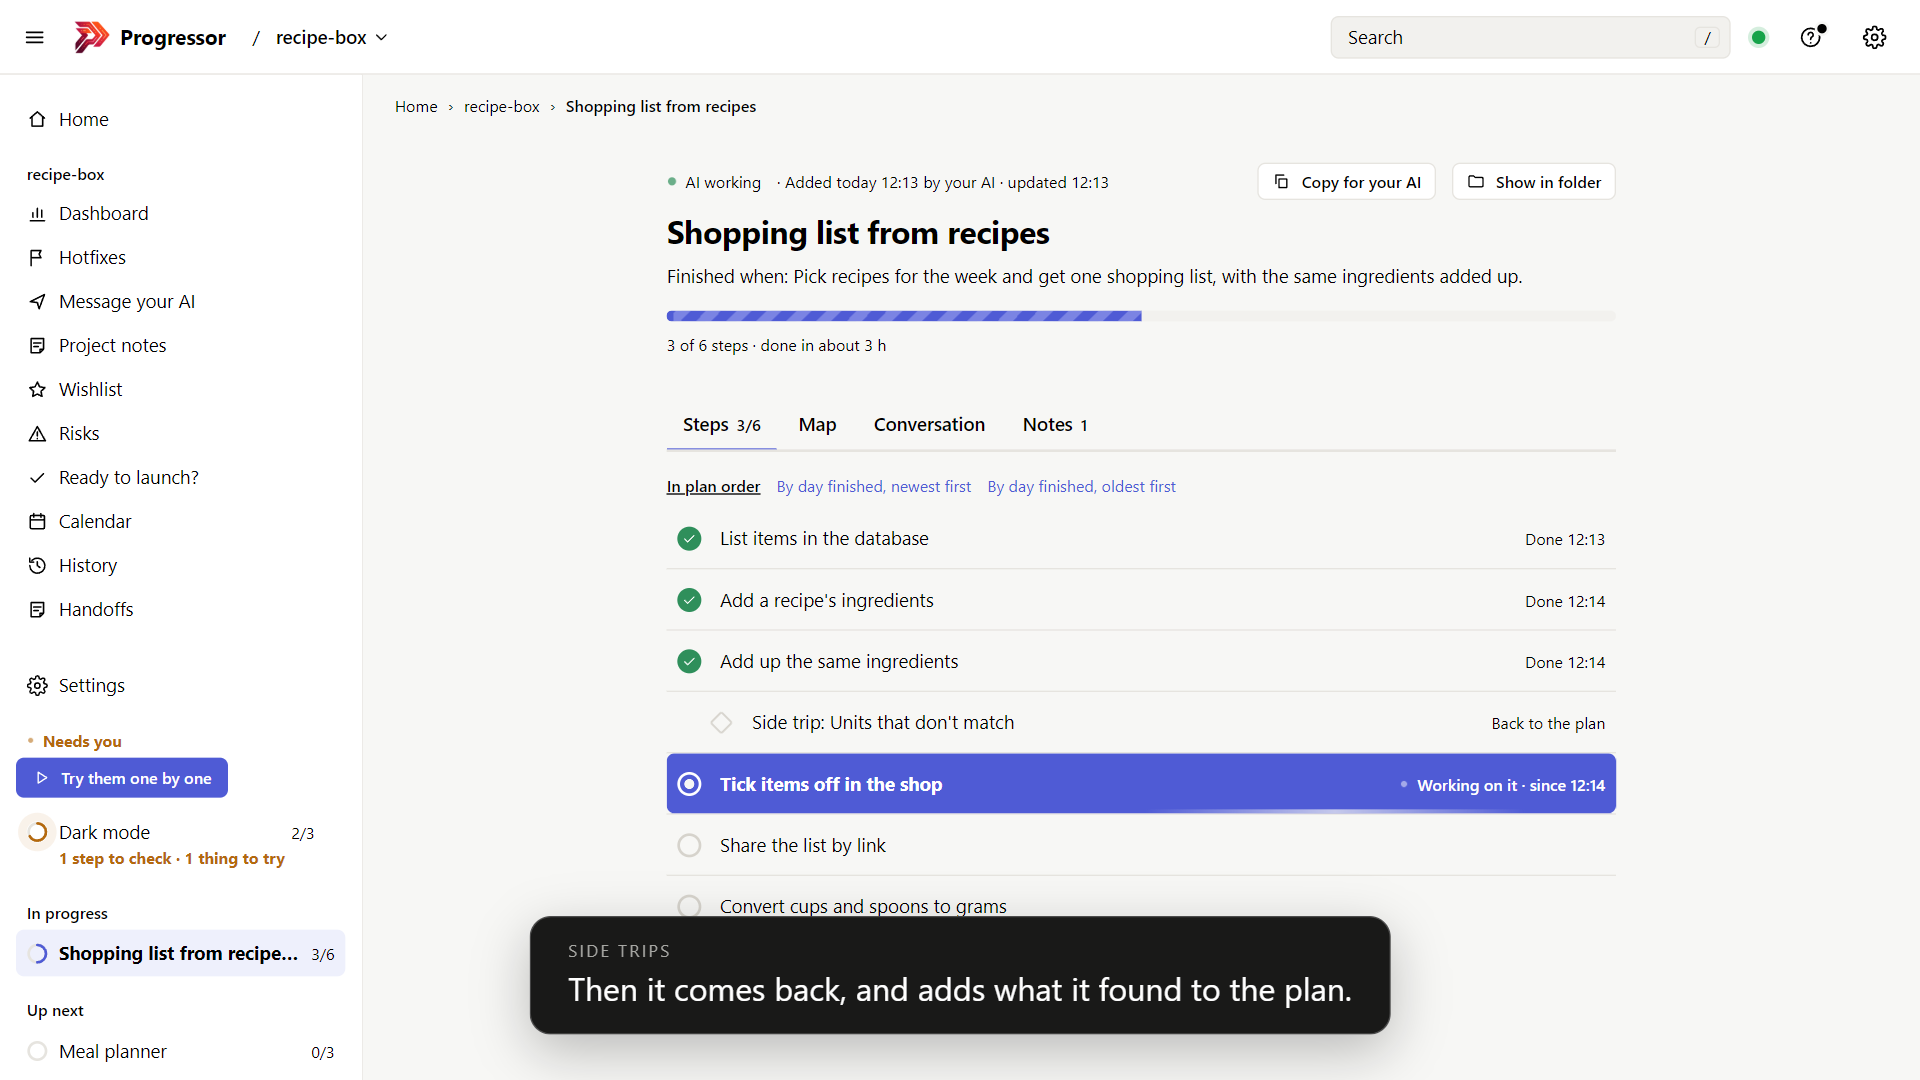 Progressor / recipe-box
Search /
Home
recipe-box
Dashboard
Hotfixes
Message your AI
Project notes
Wishlist
Risks
Ready to launch?
Calendar
History
Handoffs
Settings
Needs you
Try them one by one
Dark mode 2/3
1 step to check · 1 thing to try
In progress
Shopping list from recipe... 3/6
Up next
Meal planner 0/3
Home › recipe-box › Shopping list from recipes
AI working · Added today 12:13 by your AI · updated 12:13
Copy for your AI
Show in folder
Shopping list from recipes
Finished when: Pick recipes for the week and get one shopping list, with the same ingredients added up.
3 of 6 steps · done in about 3 h
Steps 3/6 Map Conversation Notes 1
In plan order By day finished, newest first By day finished, oldest first
List items in the database Done 12:13
Add a recipe's ingredients Done 12:14
Add up the same ingredients Done 12:14
Side trip: Units that don't match Back to the plan
Tick items off in the shop Working on it · since 12:14
Share the list by link
Convert cups and spoons to grams
SIDE TRIPS
Then it comes back, and adds what it found to the plan.